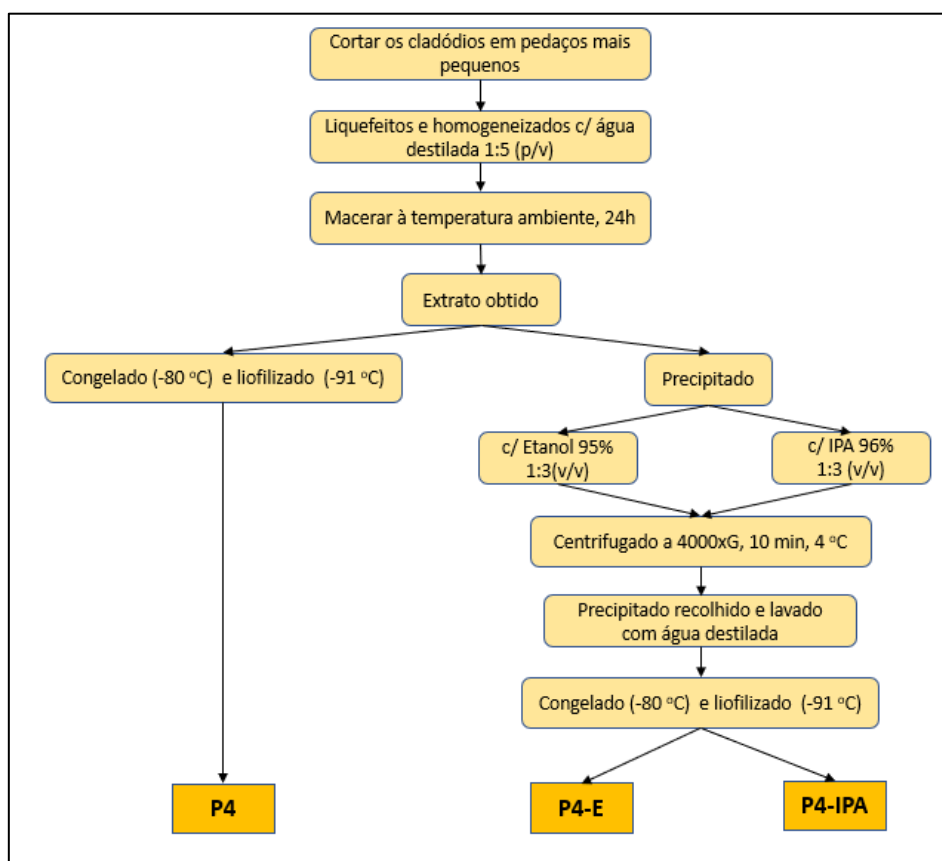 Cortar os cladódios em pedaços mais
pequenos
Liquefeitos e homogeneizados c/ água
destilada 1:5 (p/v)
Macerar à temperatura ambiente, 24h
Extrato obtido
Congelado (-80 ºC) e liofilizado (-91 ºC)
Precipitado
c/ Etanol 95%
1:3(v/v)
c/ IPA 96%
1:3 (v/v)
Centrifugado a 4000xG, 10 min, 4 ºC
Precipitado recolhido e lavado
com água destilada
Congelado (-80 ºC) e liofilizado (-91 ºC)
P4
P4-E
P4-IPA